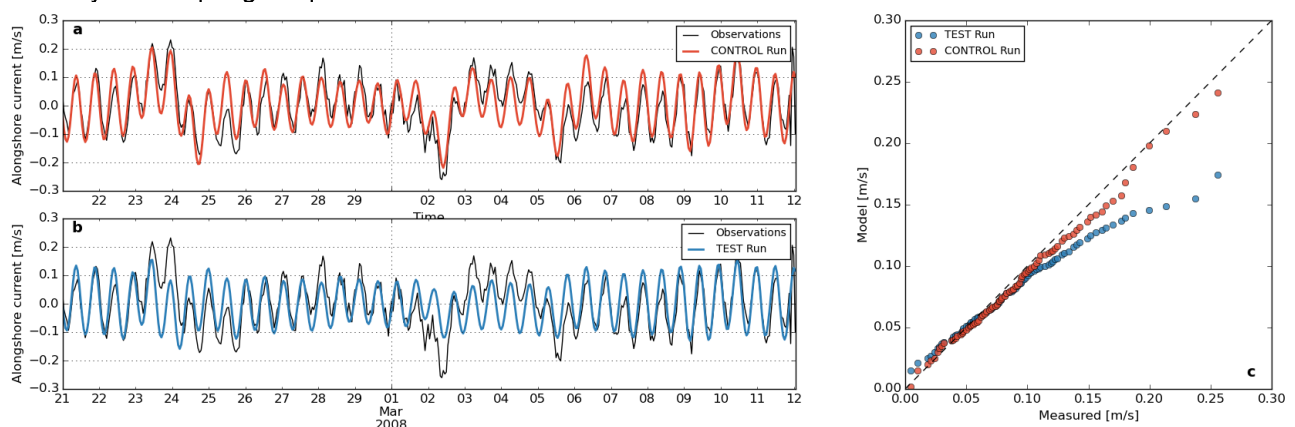 a
Observations
CONTROL Run
Alongshore current [m/s]
0.3
0.2
0.1
0.0
−0.1
−0.2
−0.3
22 23 24 25 26 27 28 29 01 02 03 04 05 06 07 08 09 10 11 12
Time
b
Observations
TEST Run
Alongshore current [m/s]
0.3
0.2
0.1
0.0
−0.1
−0.2
−0.3
21 22 23 24 25 26 27 28 29 01 02 03 04 05 06 07 08 09 10 11 12
Mar
2008
TEST Run
CONTROL Run
Model [m/s]
0.30
0.25
0.20
0.15
0.10
0.05
0.00
c
0.00 0.05 0.10 0.15 0.20 0.25 0.30
Measured [m/s]